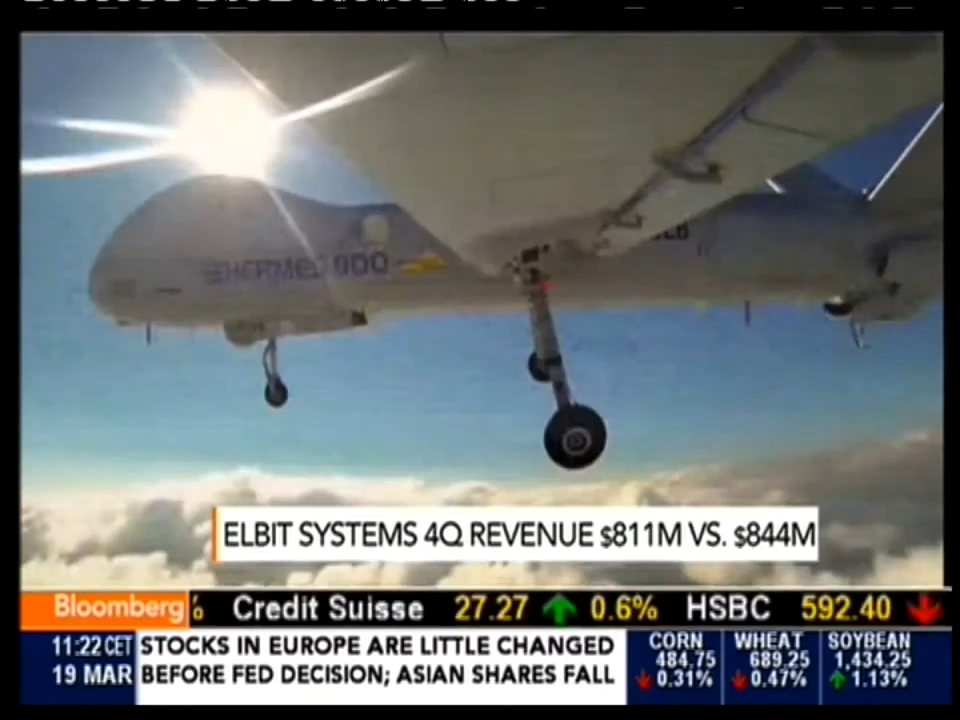 HERMES 900
ELBIT SYSTEMS 4Q REVENUE $811M VS. $844M
Bloomberg
% Credit Suisse 27.27 0.6% HSBC 592.40
11:22 CET
19 MAR
STOCKS IN EUROPE ARE LITTLE CHANGED
BEFORE FED DECISION; ASIAN SHARES FALL
CORN
484.75
0.31%
WHEAT
689.25
0.47%
SOYBEAN
1,434.25
1.13%